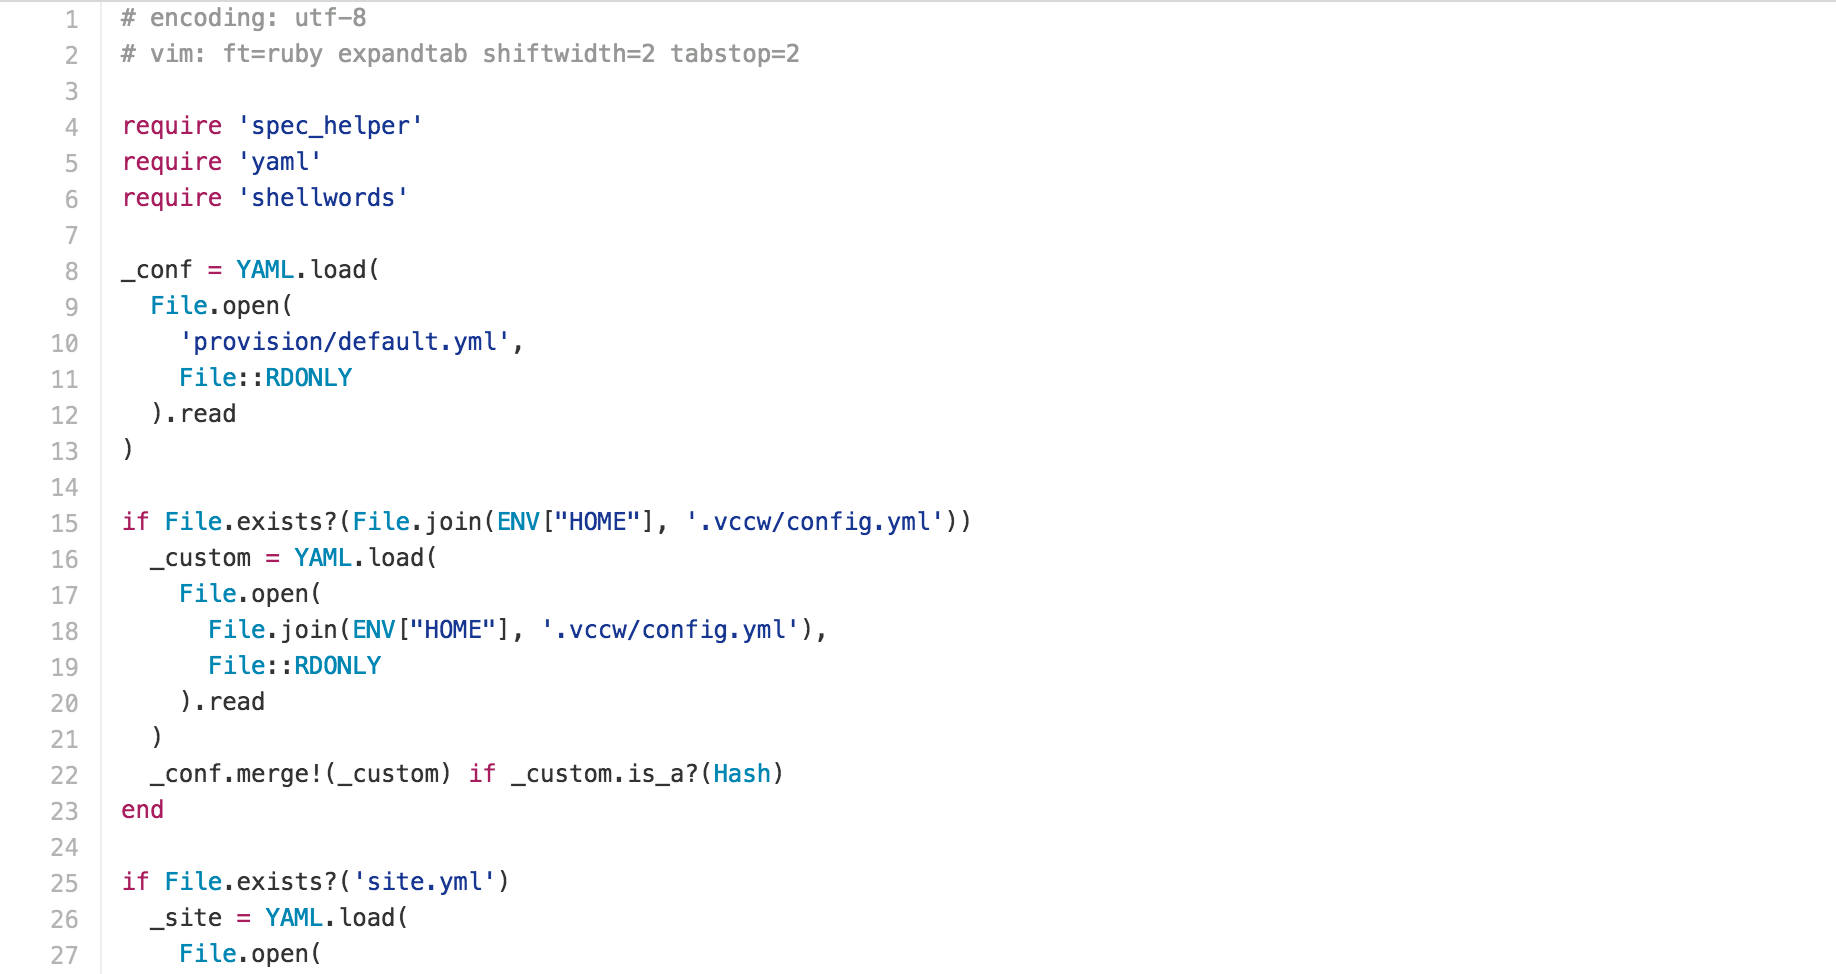 1 # encoding: utf-8
2 # vim: ft=ruby expandtab shiftwidth=2 tabstop=2
3
4 require 'spec_helper'
5 require 'yaml'
6 require 'shellwords'
7
8 _conf = YAML.load(
9   File.open(
10     'provision/default.yml',
11     File::RDONLY
12   ).read
13 )
14
15 if File.exists?(File.join(ENV["HOME"], '.vccw/config.yml'))
16   _custom = YAML.load(
17     File.open(
18       File.join(ENV["HOME"], '.vccw/config.yml'),
19       File::RDONLY
20     ).read
21   )
22   _conf.merge!(_custom) if _custom.is_a?(Hash)
23 end
24
25 if File.exists?('site.yml')
26   _site = YAML.load(
27     File.open(